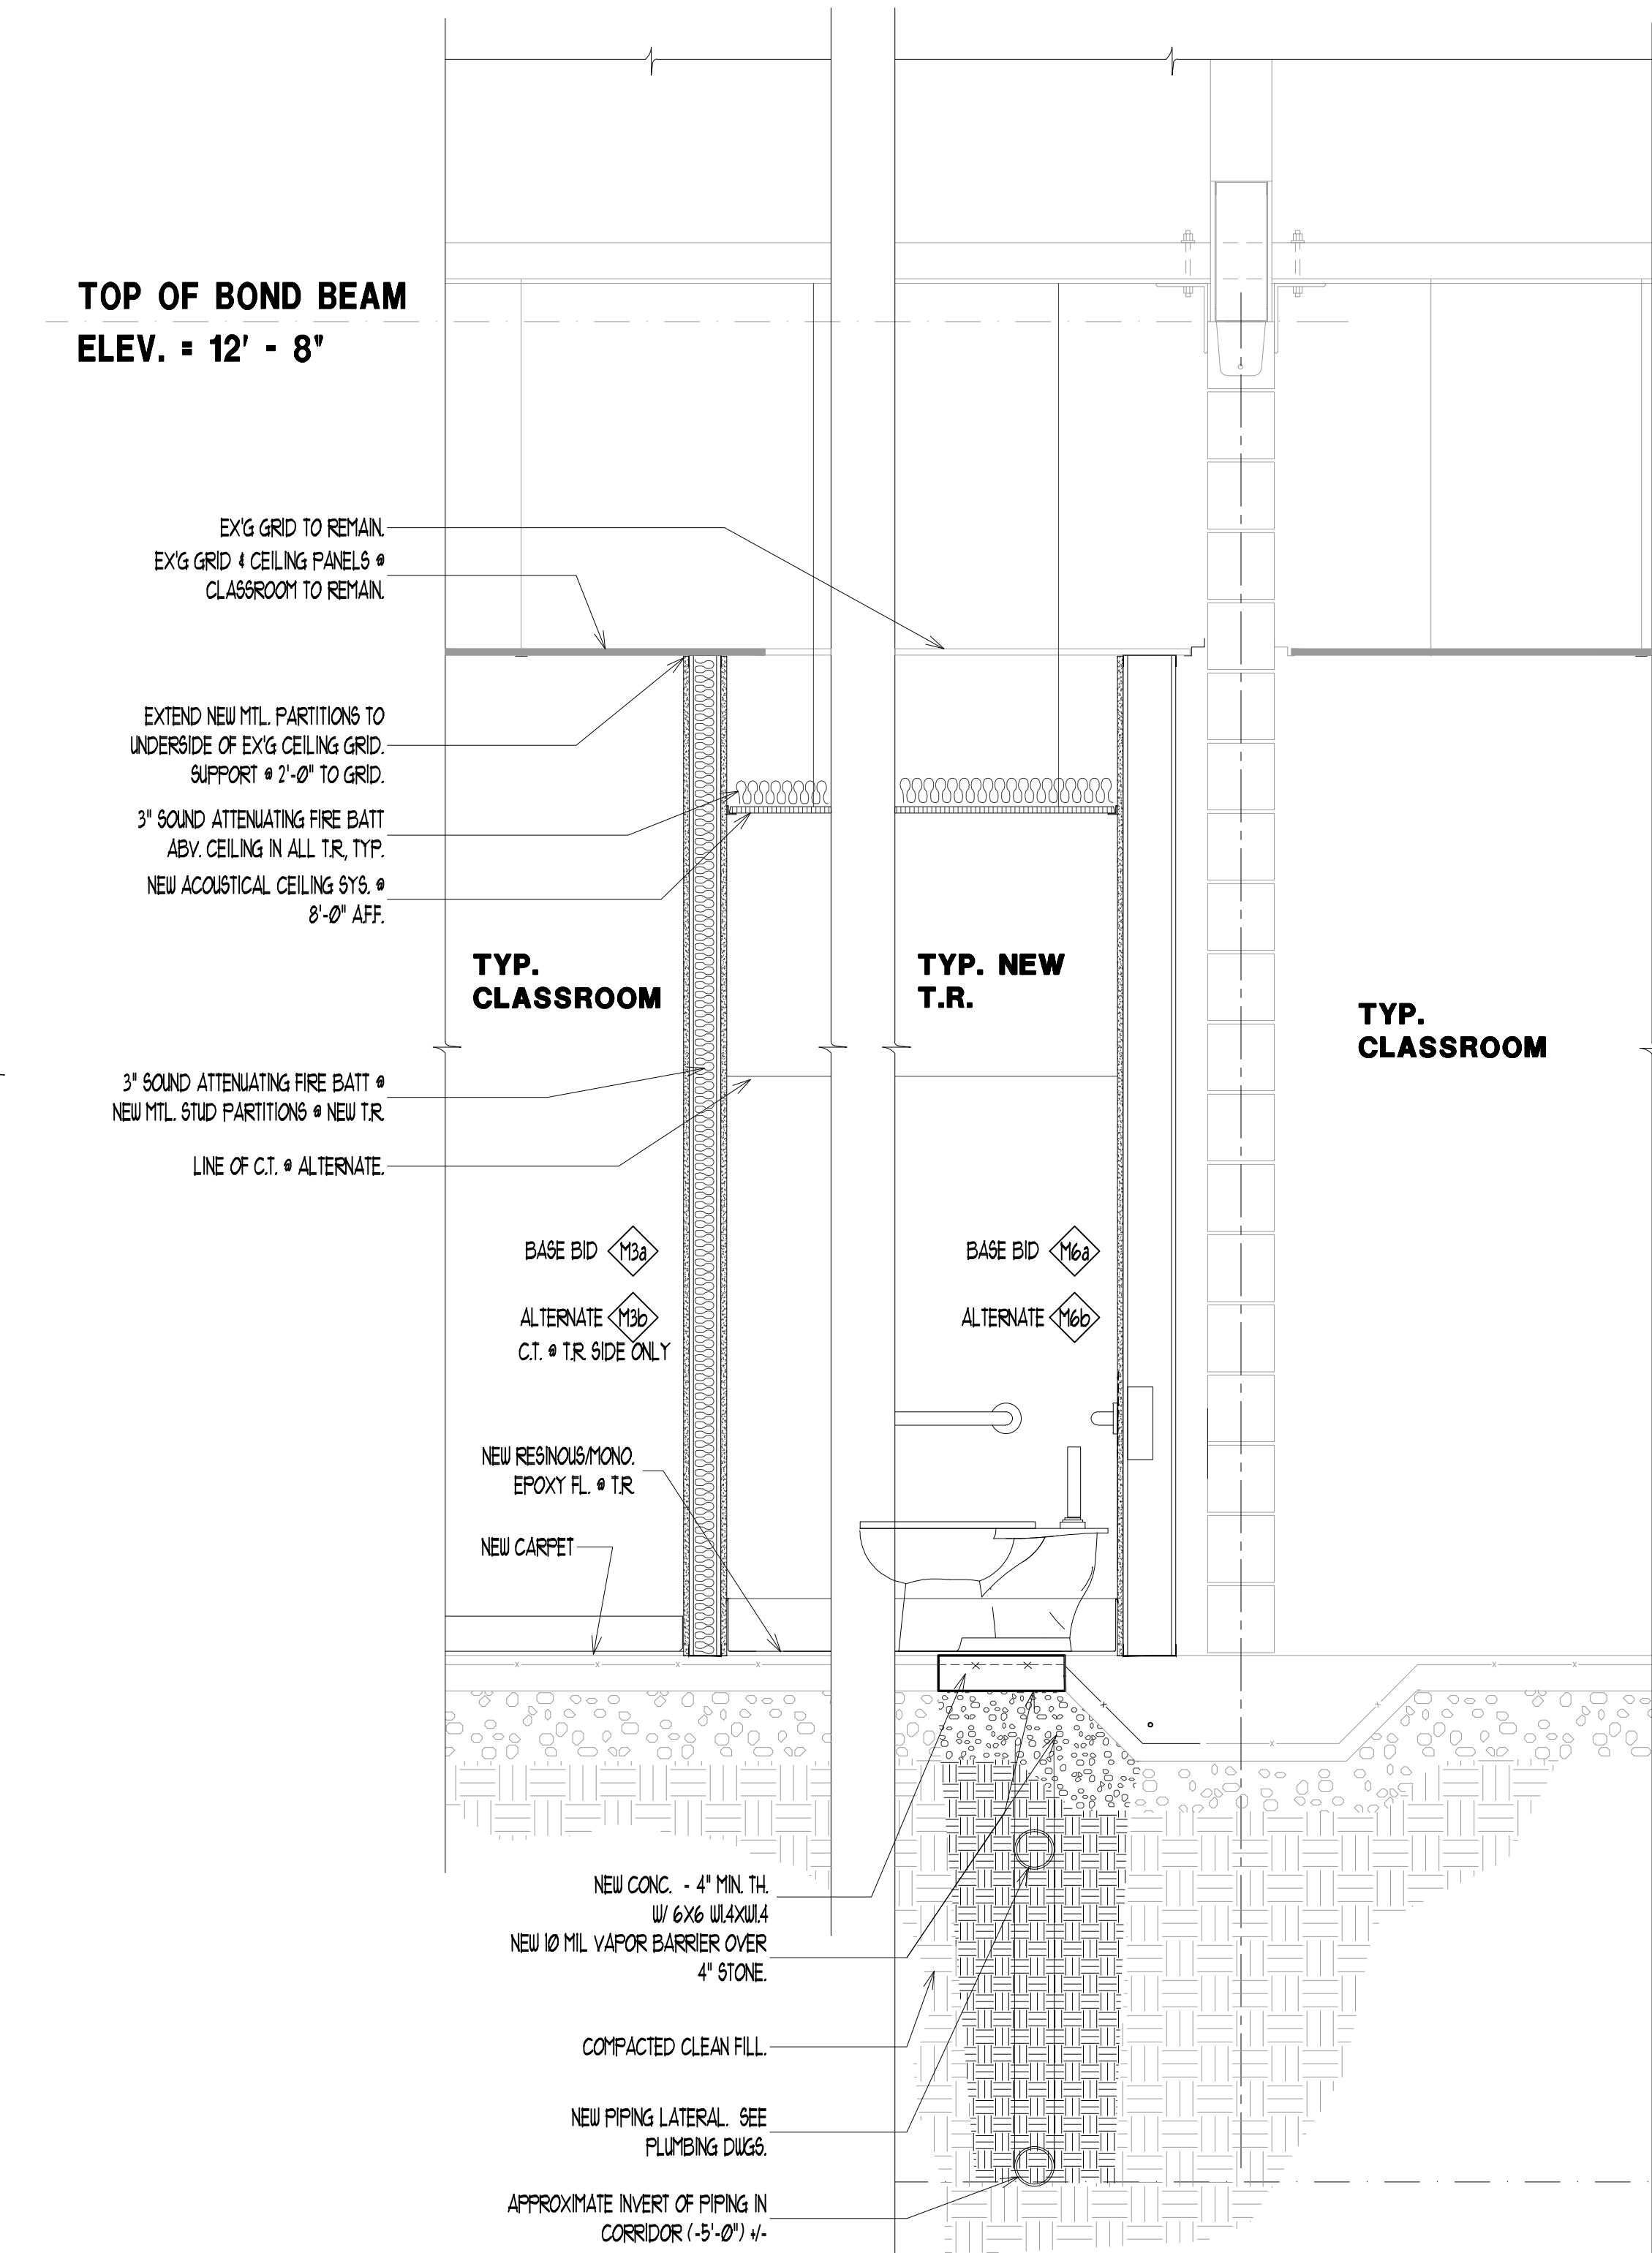 TOP OF BOND BEAM
ELEV. = 12' - 8"
EX'G GRID TO REMAIN.
EX'G GRID & CEILING PANELS @
CLASSROOM TO REMAIN.
EXTEND NEW MTL. PARTITIONS TO
UNDERSIDE OF EX'G CEILING GRID.
SUPPORT @ 2'-0" TO GRID.
3" SOUND ATTENUATING FIRE BATT
ABV. CEILING IN ALL T.R., TYP.
NEW ACOUSTICAL CEILING SYS. @
8'-0" A.F.F.
TYP.
CLASSROOM
TYP. NEW
T.R.
TYP.
CLASSROOM
3" SOUND ATTENUATING FIRE BATT @
NEW MTL. STUD PARTITIONS @ NEW T.R.
LINE OF C.T. @ ALTERNATE.
BASE BID M3a
ALTERNATE M3b
C.T. @ T.R. SIDE ONLY
BASE BID M6a
ALTERNATE M6b
NEW RESINOUS/MONO.
EPOXY FL. @ T.R.
NEW CARPET
NEW CONC. - 4" MIN. TH.
W/ 6X6 W1.4XW1.4
NEW 10 MIL VAPOR BARRIER OVER
4" STONE.
COMPACTED CLEAN FILL.
NEW PIPING LATERAL. SEE
PLUMBING DWGS.
APPROXIMATE INVERT OF PIPING IN
CORRIDOR (-5'-0") +/-